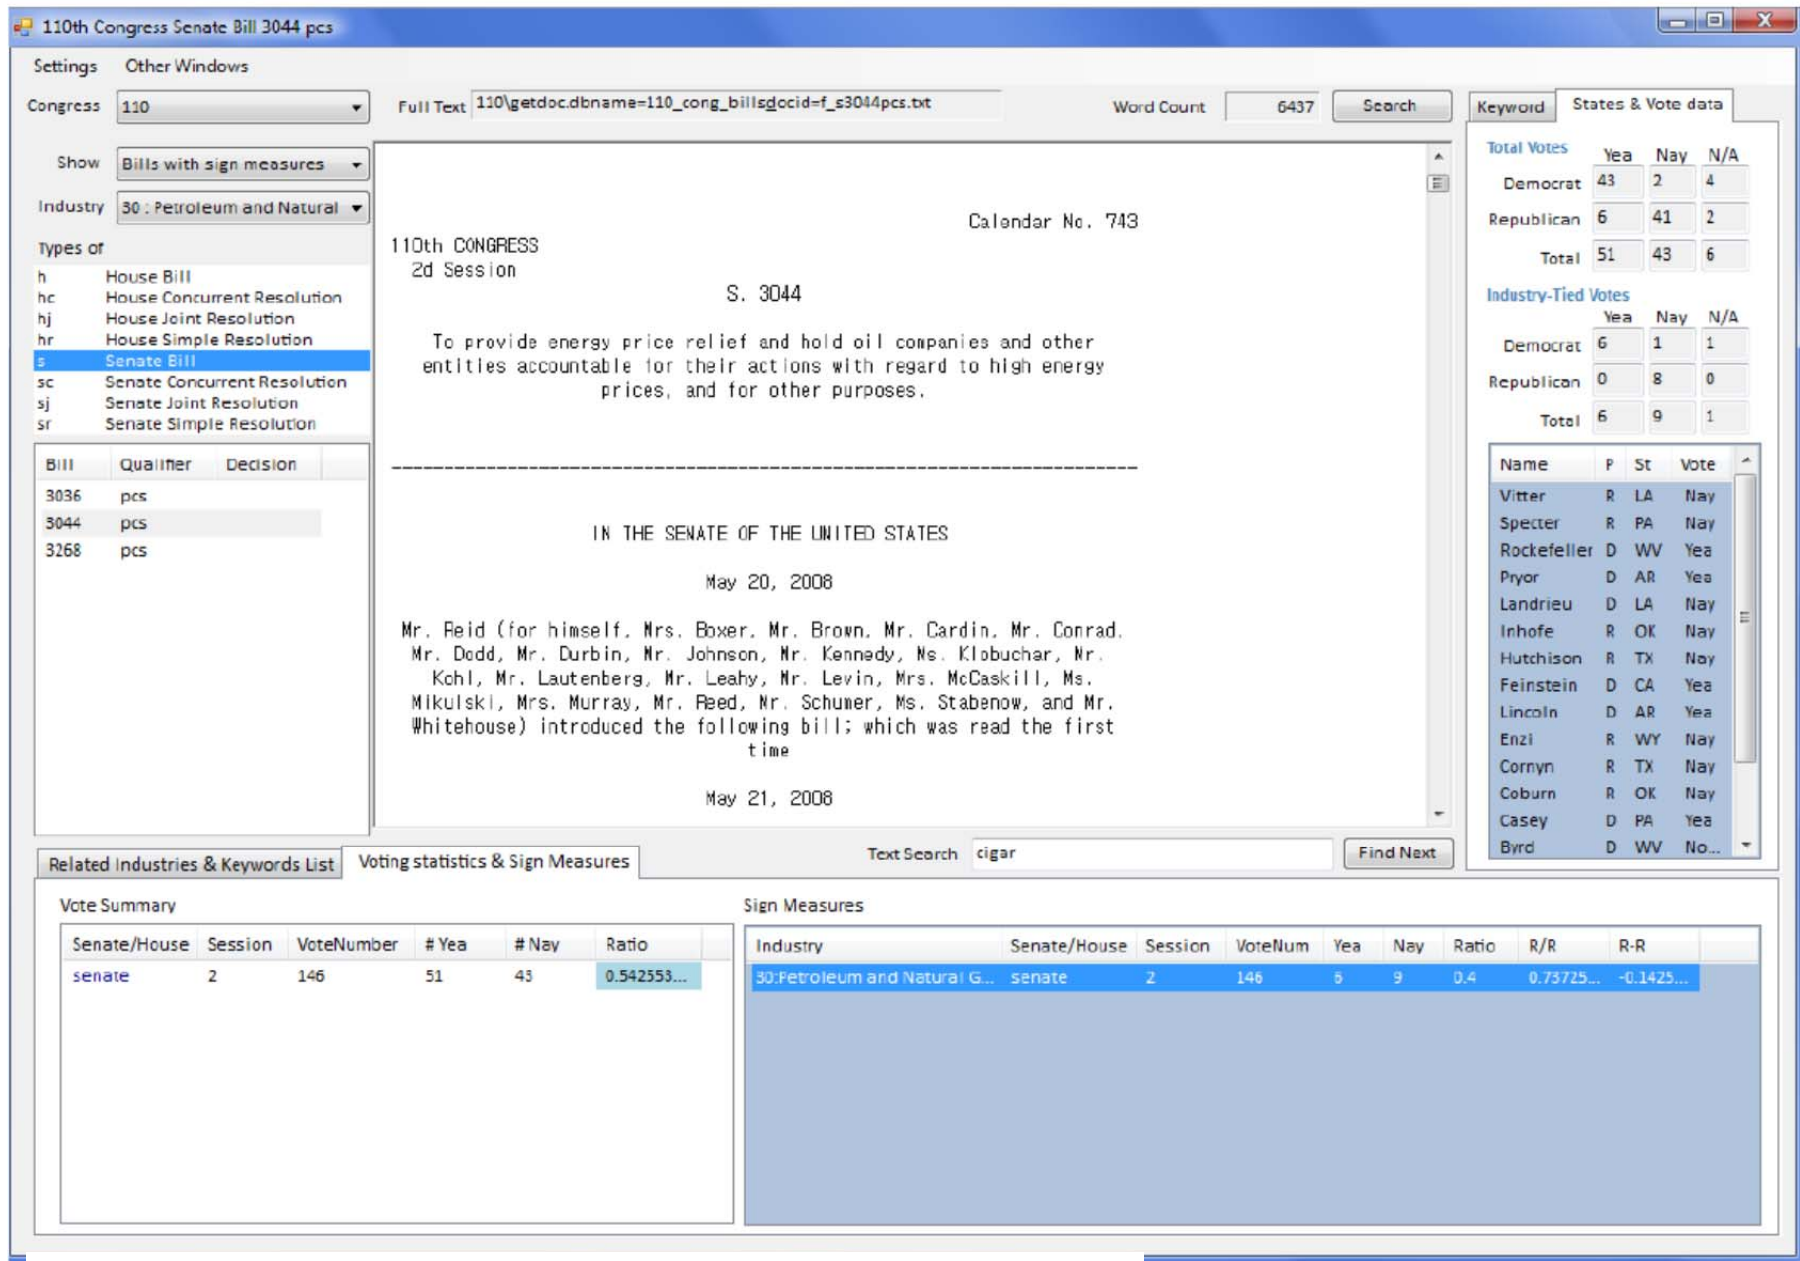 110th Congress Senate Bill 3044 pcs
Settings Other Windows
Congress 110 Full Text 110\getdoc.dbname=110_cong_billsdocid=f_s3044pcs.txt Word Count 6437 Search
Show Bills with sign measures
Industry 30 : Petroleum and Natural
Types of
h House Bill
hc House Concurrent Resolution
hj House Joint Resolution
hr House Simple Resolution
s Senate Bill
sc Senate Concurrent Resolution
sj Senate Joint Resolution
sr Senate Simple Resolution
Bill Qualifier Decision
3036 pcs
3044 pcs
3268 pcs
Calendar No. 743
110th CONGRESS
2d Session
S. 3044
To provide energy price relief and hold oil companies and other
entities accountable for their actions with regard to high energy
prices, and for other purposes.
IN THE SENATE OF THE UNITED STATES
May 20, 2008
Mr. Reid (for himself, Mrs. Boxer, Mr. Brown, Mr. Cardin, Mr. Conrad,
Mr. Dodd, Mr. Durbin, Mr. Johnson, Mr. Kennedy, Ms. Klobuchar, Mr.
Kohl, Mr. Lautenberg, Mr. Leahy, Mr. Levin, Mrs. McCaskill, Ms.
Mikulski, Mrs. Murray, Mr. Reed, Mr. Schumer, Ms. Stabenow, and Mr.
Whitehouse) introduced the following bill; which was read the first
time
May 21, 2008
Text Search cigar Find Next
Keyword States & Vote data
Total Votes Yea Nay N/A
Democrat 43 2 4
Republican 6 41 2
Total 51 43 6
Industry-Tied Votes
Yea Nay N/A
Democrat 6 1 1
Republican 0 8 0
Total 6 9 1
Name P St Vote
Vitter R LA Nay
Specter R PA Nay
Rockefeller D WV Yea
Pryor D AR Yea
Landrieu D LA Nay
Inhofe R OK Nay
Hutchison R TX Nay
Feinstein D CA Yea
Lincoln D AR Yea
Enzi R WY Nay
Cornyn R TX Nay
Coburn R OK Nay
Casey D PA Yea
Byrd D WV No...
Related Industries & Keywords List Voting statistics & Sign Measures
Vote Summary
Senate/House Session VoteNumber # Yea # Nay Ratio
senate 2 146 51 43 0.542553...
Sign Measures
Industry Senate/House Session VoteNum Yea Nay Ratio R/R R-R
30:Petroleum and Natural G... senate 2 146 6 9 0.4 0.73725... -0.1425...